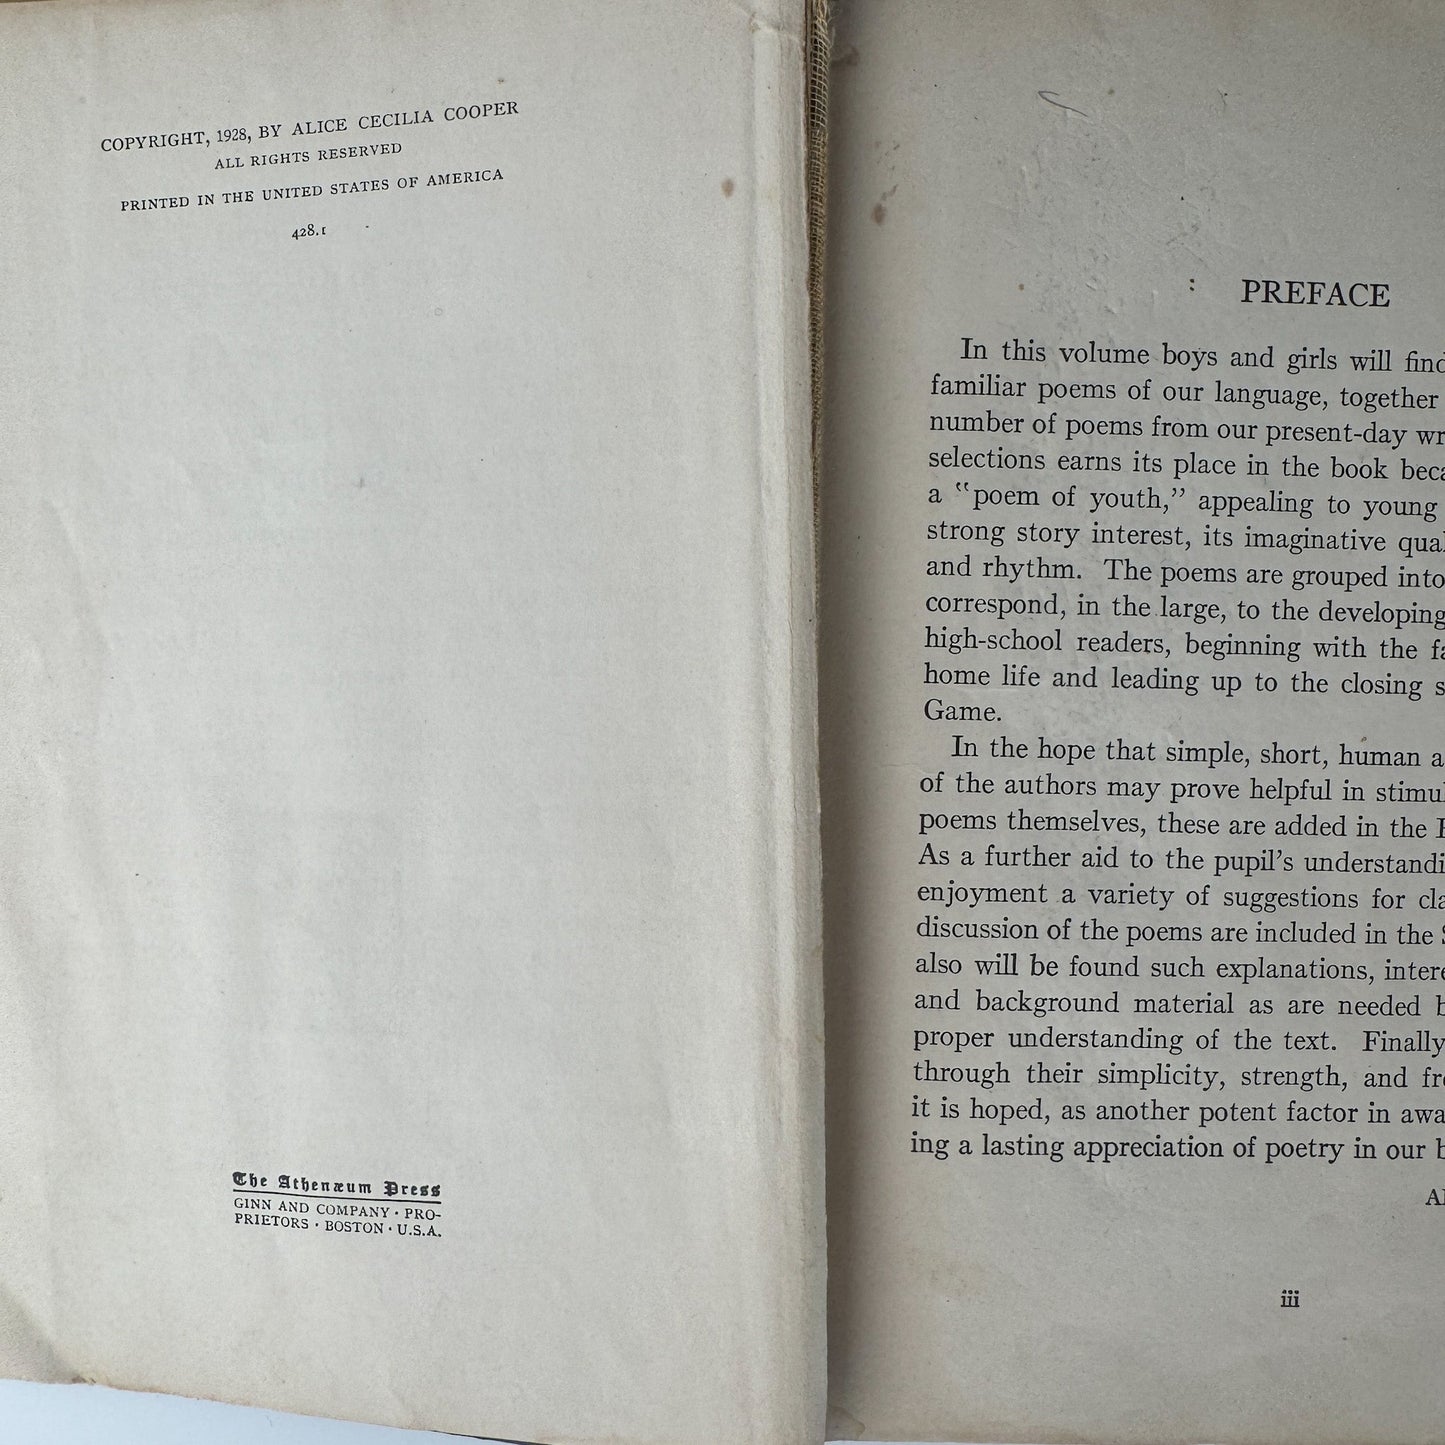 COPYRIGHT, 1928, BY ALICE CECILIA COOPER
ALL RIGHTS RESERVED
PRINTED IN THE UNITED STATES OF AMERICA
428.1
The Athenæum Press
GINN AND COMPANY · PRO-
PRIETORS · BOSTON · U.S.A.
PREFACE
In this volume boys and girls will find
familiar poems of our language, together
number of poems from our present-day
selections earns its place in the book
a "poem of youth," appealing to young
strong story interest, its imaginative
and rhythm. The poems are grouped into
correspond, in the large, to the developing
high-school readers, beginning with the
home life and leading up to the closing
Game.
In the hope that simple, short, human
of the authors may prove helpful in
poems themselves, these are added in the
As a further aid to the pupil's
enjoyment a variety of suggestions for
discussion of the poems are included in the
also will be found such explanations,
and background material as are needed
proper understanding of the text. Finally
through their simplicity, strength, and
it is hoped, as another potent factor in
ing a lasting appreciation of poetry in our
iii